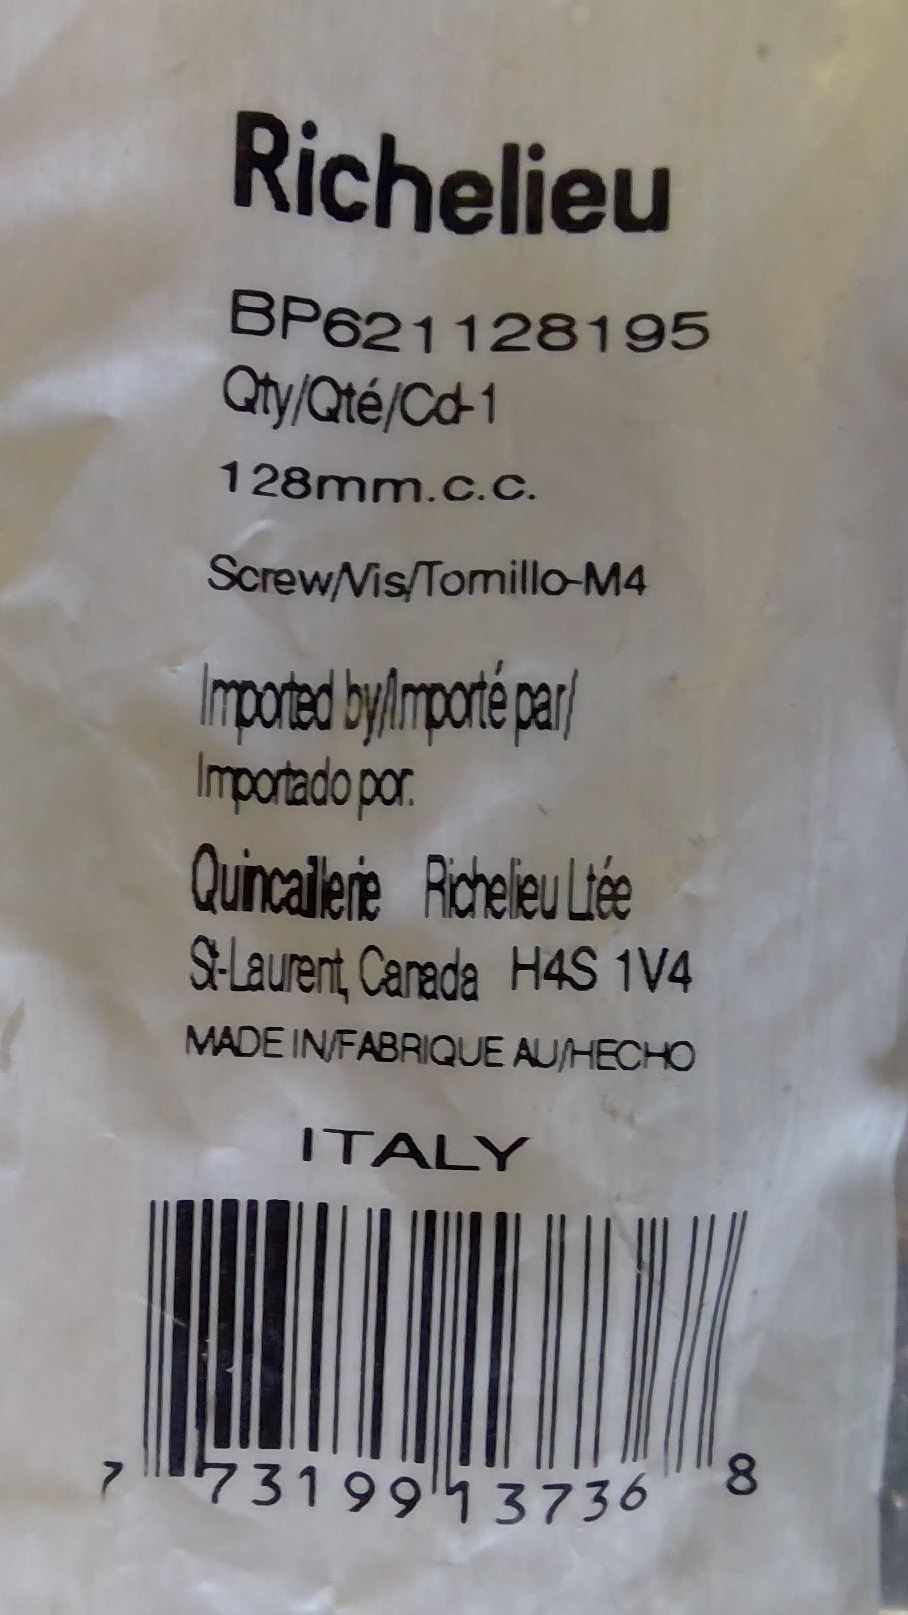 Richelieu
BP621128195
Qty/Qté/Cd-1
128mm.c.c.
Screw/Vis/Tornillo-M4
Imported by/Importé par/
Importado por.
Quincaillerie Richelieu Ltée
St-Laurent, Canada H4S 1V4
MADE IN/FABRIQUE AU/HECHO
ITALY
7 73199 13736 8